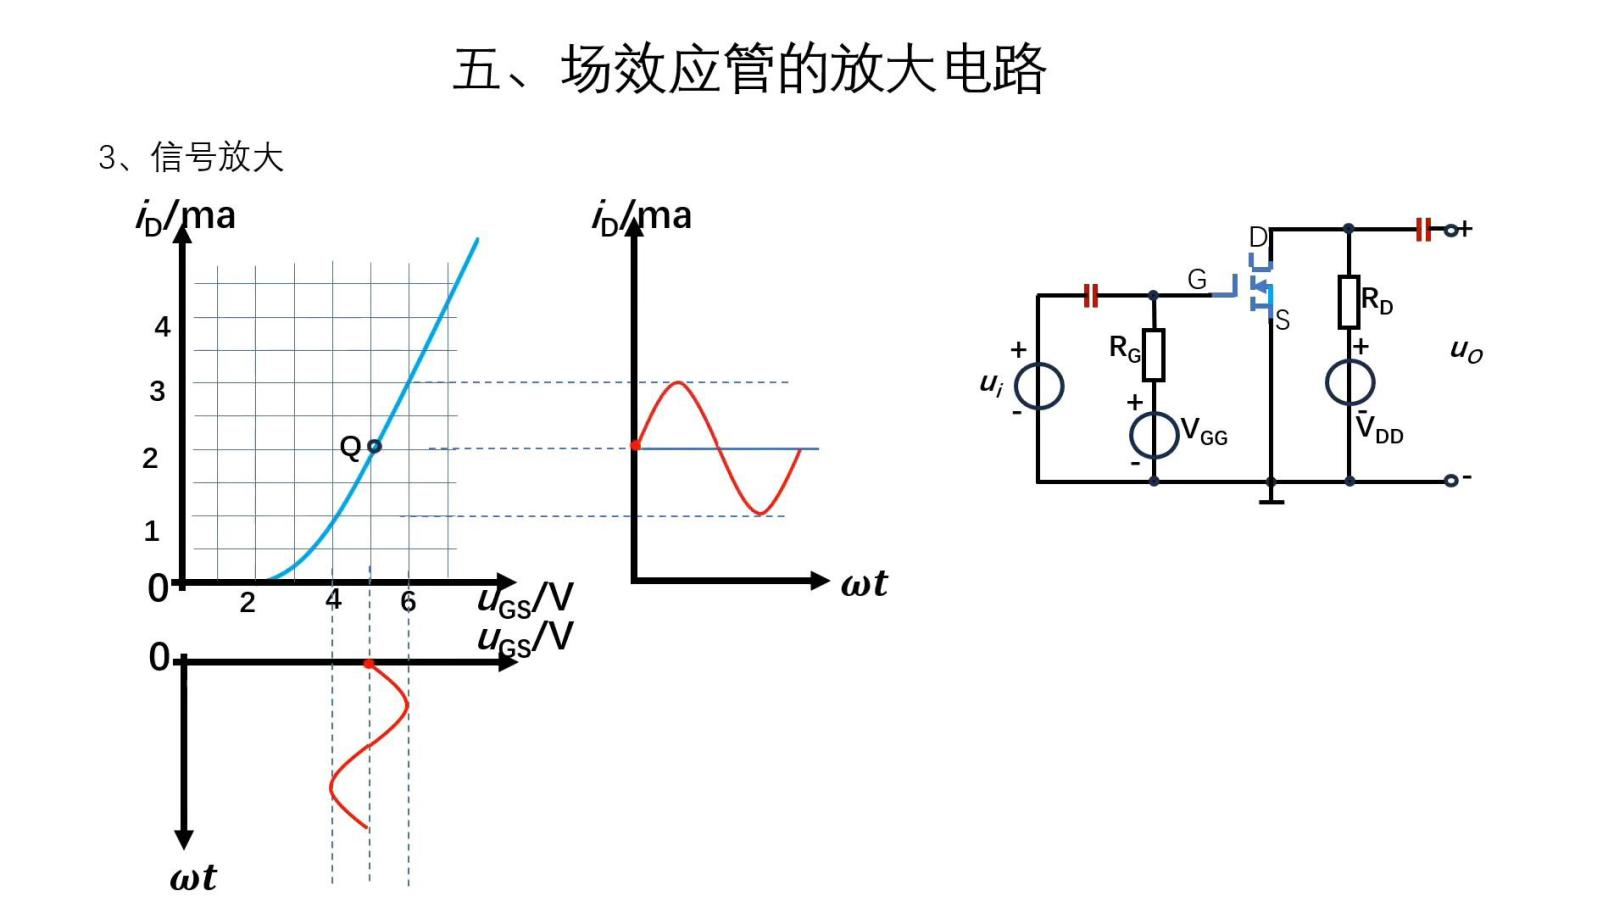 五、场效应管的放大电路
3、信号放大
iD/ma
4
3
2
1
0
Q
2 4 6
uGS/V
uGS/V
0
ωt
iD/ma
ωt
D
G
S
RG
RD
+
-
ui
+
-
VGG
+
-
VDD
+
uO
-